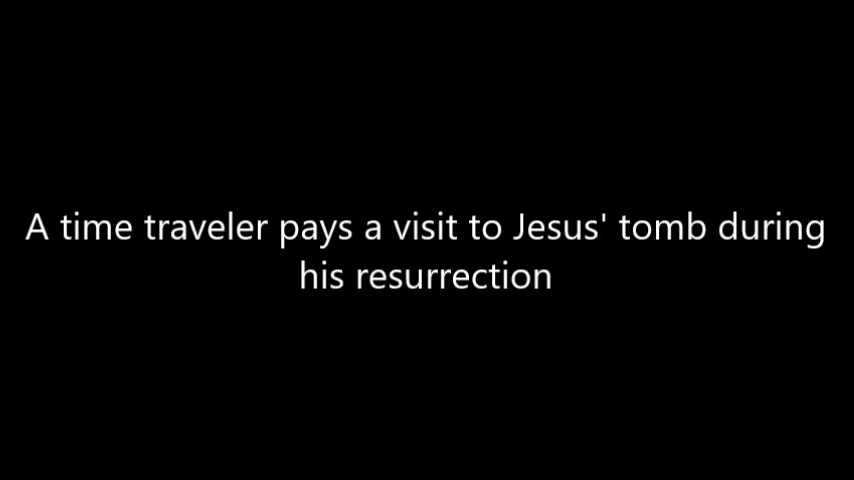 A time traveler pays a visit to Jesus' tomb during
his resurrection